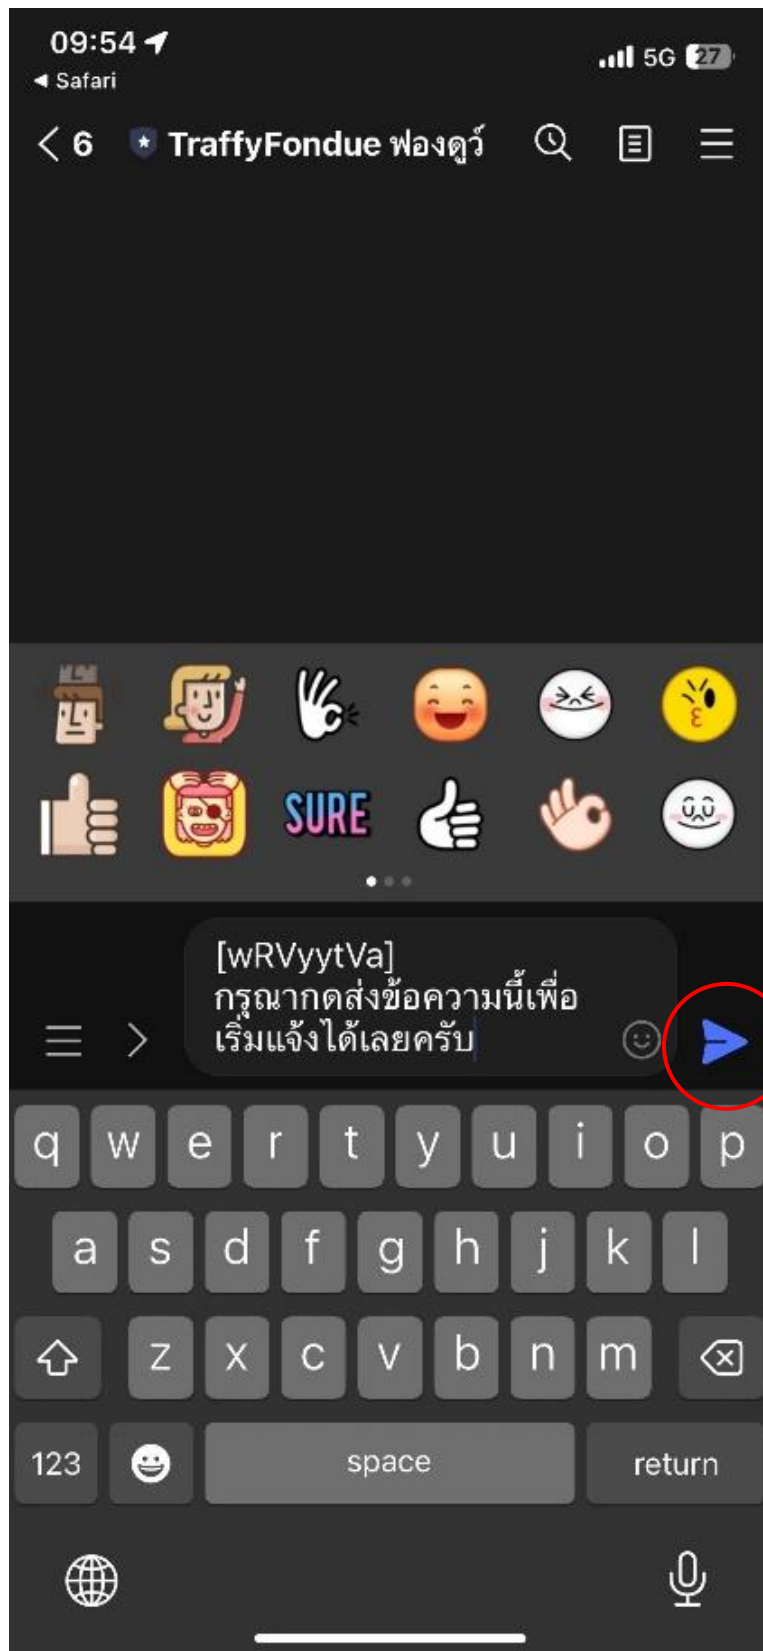 09:54
5G 27
◀ Safari
6 TraffyFondue ฟองดูว์
SURE
[wRVyytVa]
กรุณากดส่งข้อความนี้เพื่อ
เริ่มแจ้งได้เลยครับ
q w e r t y u i o p
a s d f g h j k l
z x c v b n m
123 space return